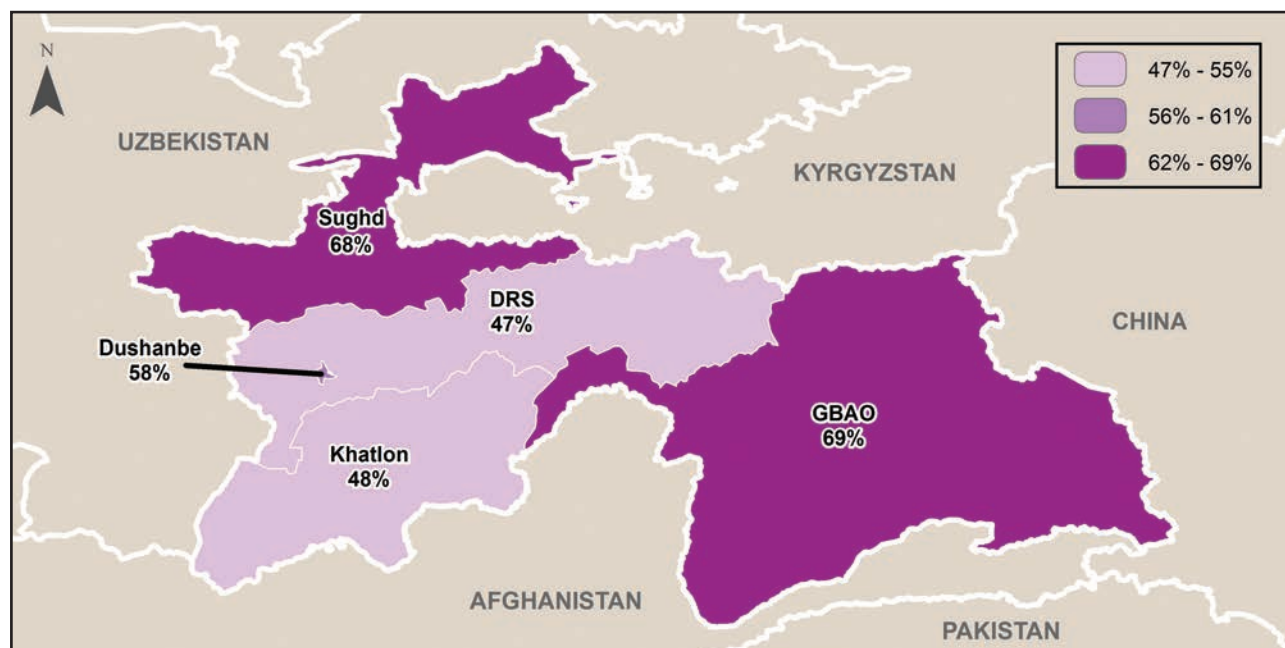 N
47% - 55%
56% - 61%
62% - 69%
UZBEKISTAN
KYRGYZSTAN
Sughd
68%
DRS
47%
CHINA
Dushanbe
58%
GBAO
69%
Khatlon
48%
AFGHANISTAN
PAKISTAN